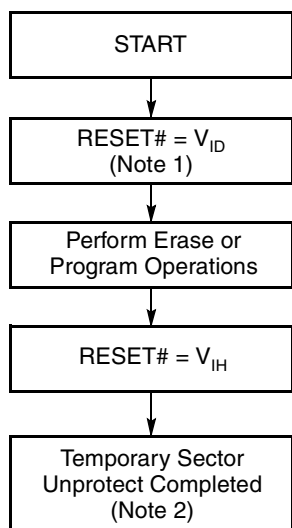 START
RESET# = VID
(Note 1)
Perform Erase or
Program Operations
RESET# = VIH
Temporary Sector
Unprotect Completed
(Note 2)